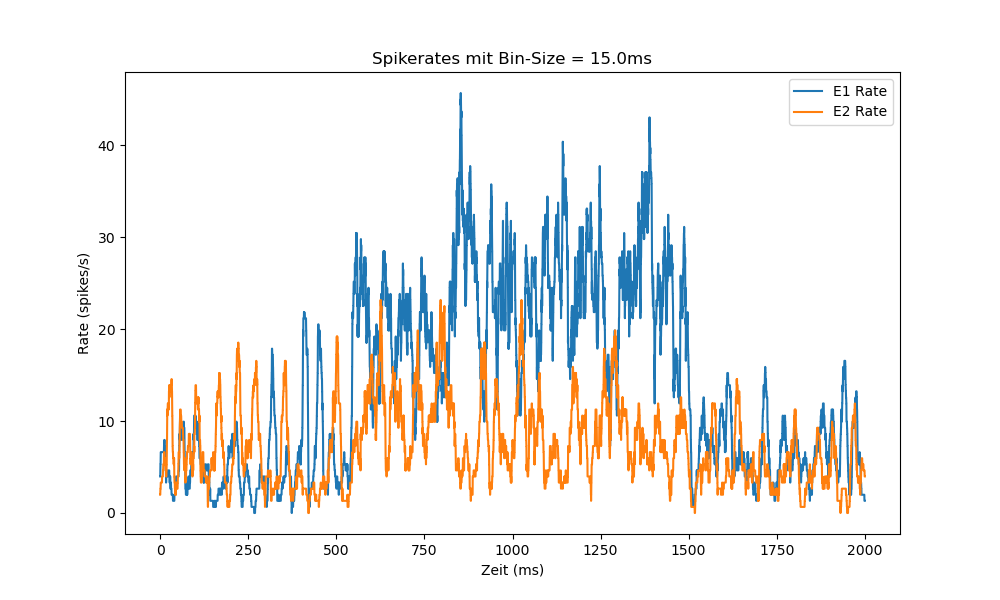 Spikerates mit Bin-Size = 15.0ms
E1 Rate
E2 Rate
40
30
20
10
0
Rate (spikes/s)
0 250 500 750 1000 1250 1500 1750 2000
Zeit (ms)